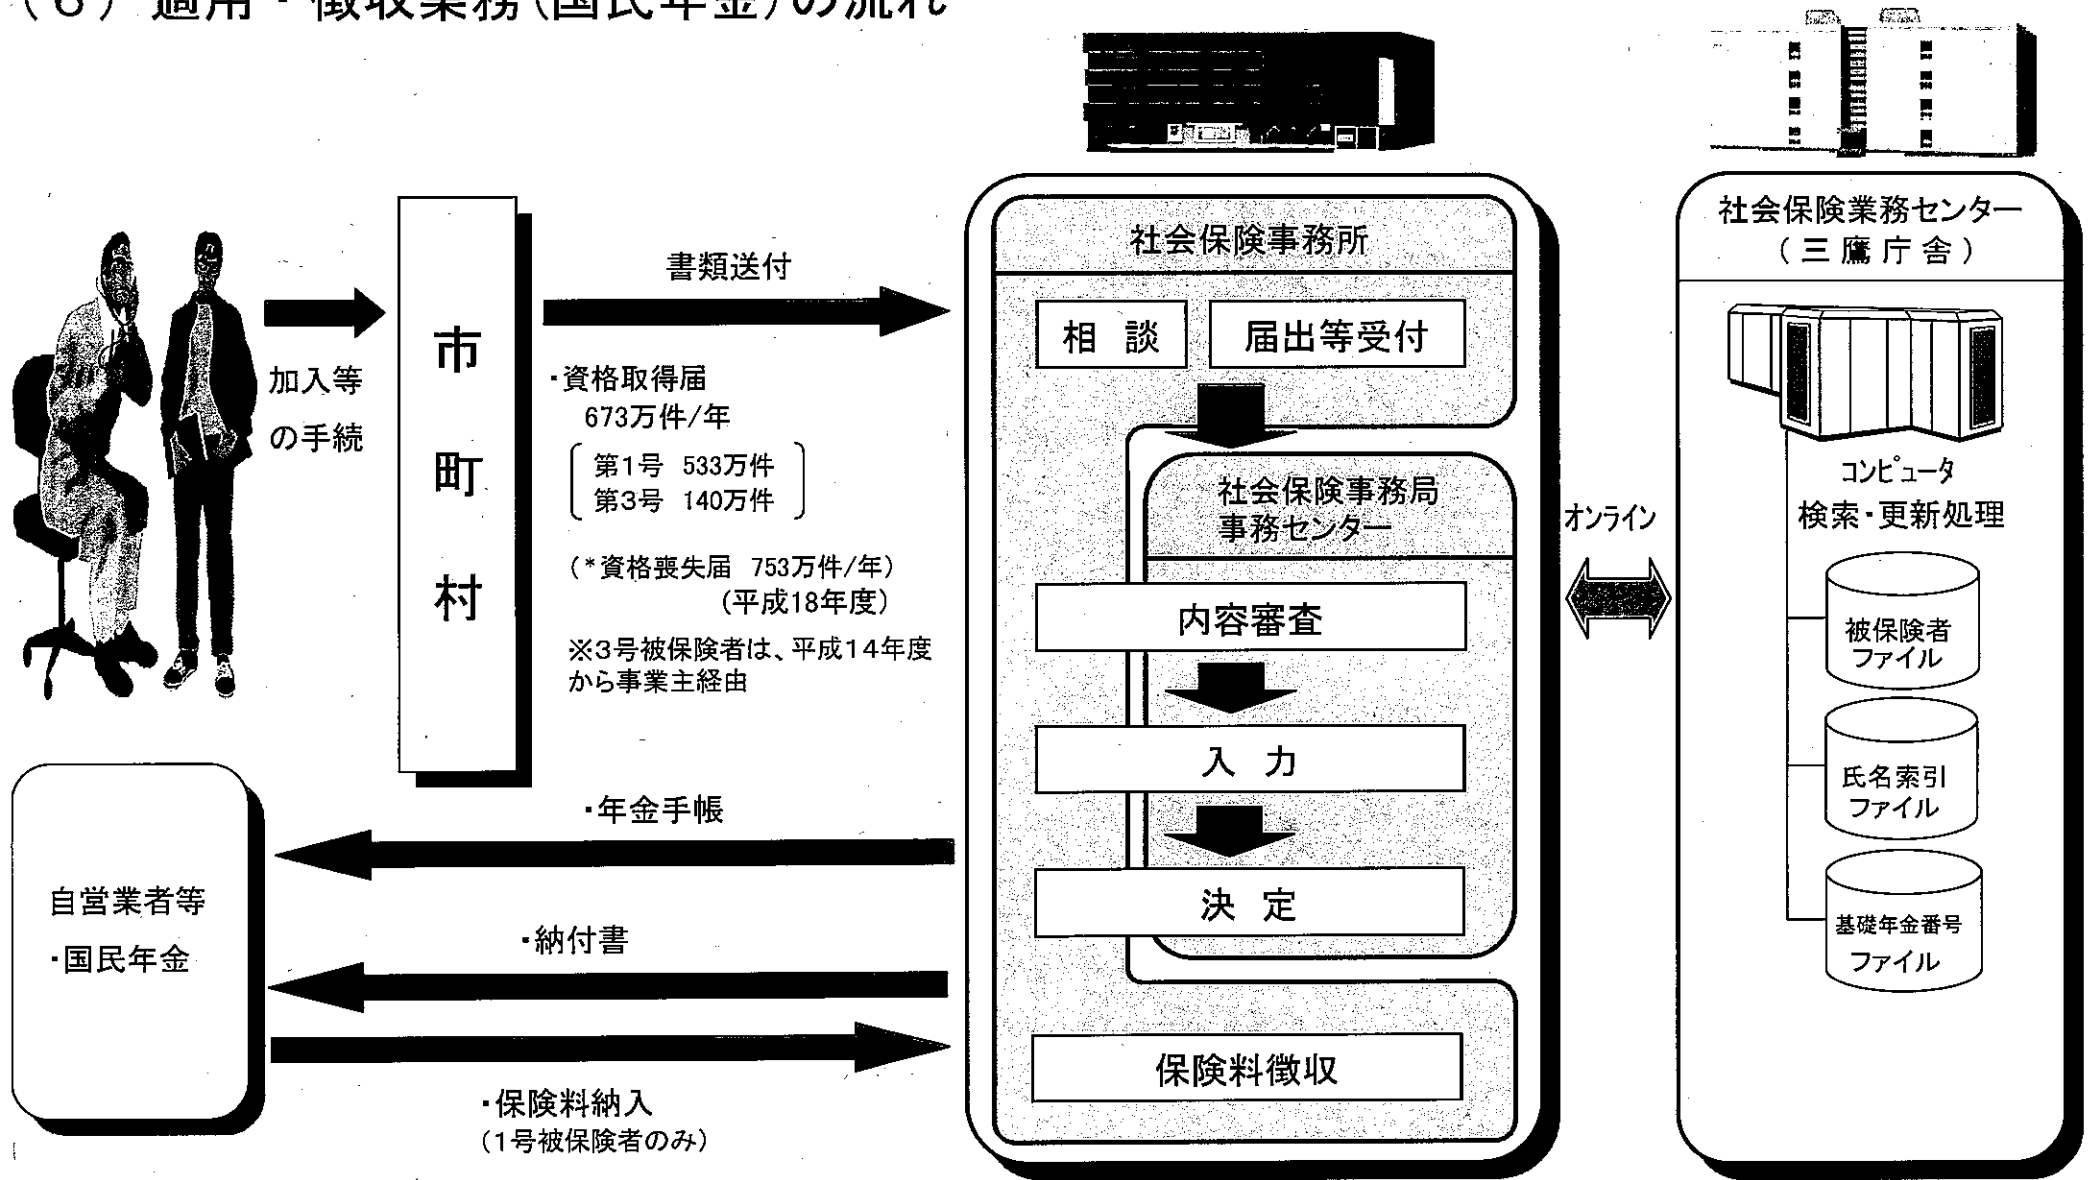 (6) 適用・徴収業務(国民年金)の流れ
加入等
の手続
市
町
村
書類送付
・資格取得届
673万件/年
第1号 533万件
第3号 140万件
(*資格喪失届 753万件/年)
(平成18年度)
※3号被保険者は、平成14年度
から事業主経由
自営業者等
・国民年金
・年金手帳
・納付書
・保険料納入
(1号被保険者のみ)
社会保険事務所
相 談
届出等受付
社会保険事務局
事務センター
内容審査
入 力
決 定
保険料徴収
オンライン
社会保険業務センター
(三鷹庁舎)
コンピュータ
検索・更新処理
被保険者
ファイル
氏名索引
ファイル
基礎年金番号
ファイル